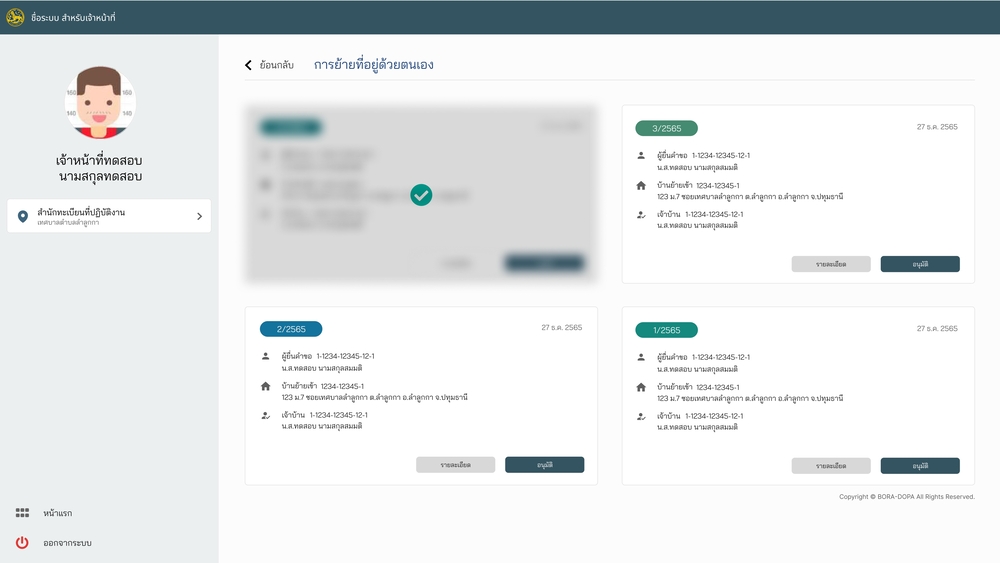 ชื่อระบบ สำหรับเจ้าหน้าที่
150
150
140
140
เจ้าหน้าที่ทดสอบ
นามสกุลทดสอบ
สำนักทะเบียนที่ปฏิบัติงาน
เทศบาลตำบลลำลูกกา
หน้าแรก
ออกจากระบบ
ย้อนกลับ การย้ายที่อยู่ด้วยตนเอง
3/2565 27 ธ.ค. 2565
ผู้ยื่นคำขอ 1-1234-12345-12-1
น.ส.ทดสอบ นามสกุลสมมติ
บ้านย้ายเข้า 1234-12345-1
123 ม.7 ซอยเทศบาลลำลูกกา ต.ลำลูกกา อ.ลำลูกกา จ.ปทุมธานี
เจ้าบ้าน 1-1234-12345-12-1
น.ส.ทดสอบ นามสกุลสมมติ
รายละเอียด อนุมัติ
2/2565 27 ธ.ค. 2565
ผู้ยื่นคำขอ 1-1234-12345-12-1
น.ส.ทดสอบ นามสกุลสมมติ
บ้านย้ายเข้า 1234-12345-1
123 ม.7 ซอยเทศบาลลำลูกกา ต.ลำลูกกา อ.ลำลูกกา จ.ปทุมธานี
เจ้าบ้าน 1-1234-12345-12-1
น.ส.ทดสอบ นามสกุลสมมติ
รายละเอียด อนุมัติ
1/2565 27 ธ.ค. 2565
ผู้ยื่นคำขอ 1-1234-12345-12-1
น.ส.ทดสอบ นามสกุลสมมติ
บ้านย้ายเข้า 1234-12345-1
123 ม.7 ซอยเทศบาลลำลูกกา ต.ลำลูกกา อ.ลำลูกกา จ.ปทุมธานี
เจ้าบ้าน 1-1234-12345-12-1
น.ส.ทดสอบ นามสกุลสมมติ
รายละเอียด อนุมัติ
Copyright © BORA-DOPA All Rights Reserved.